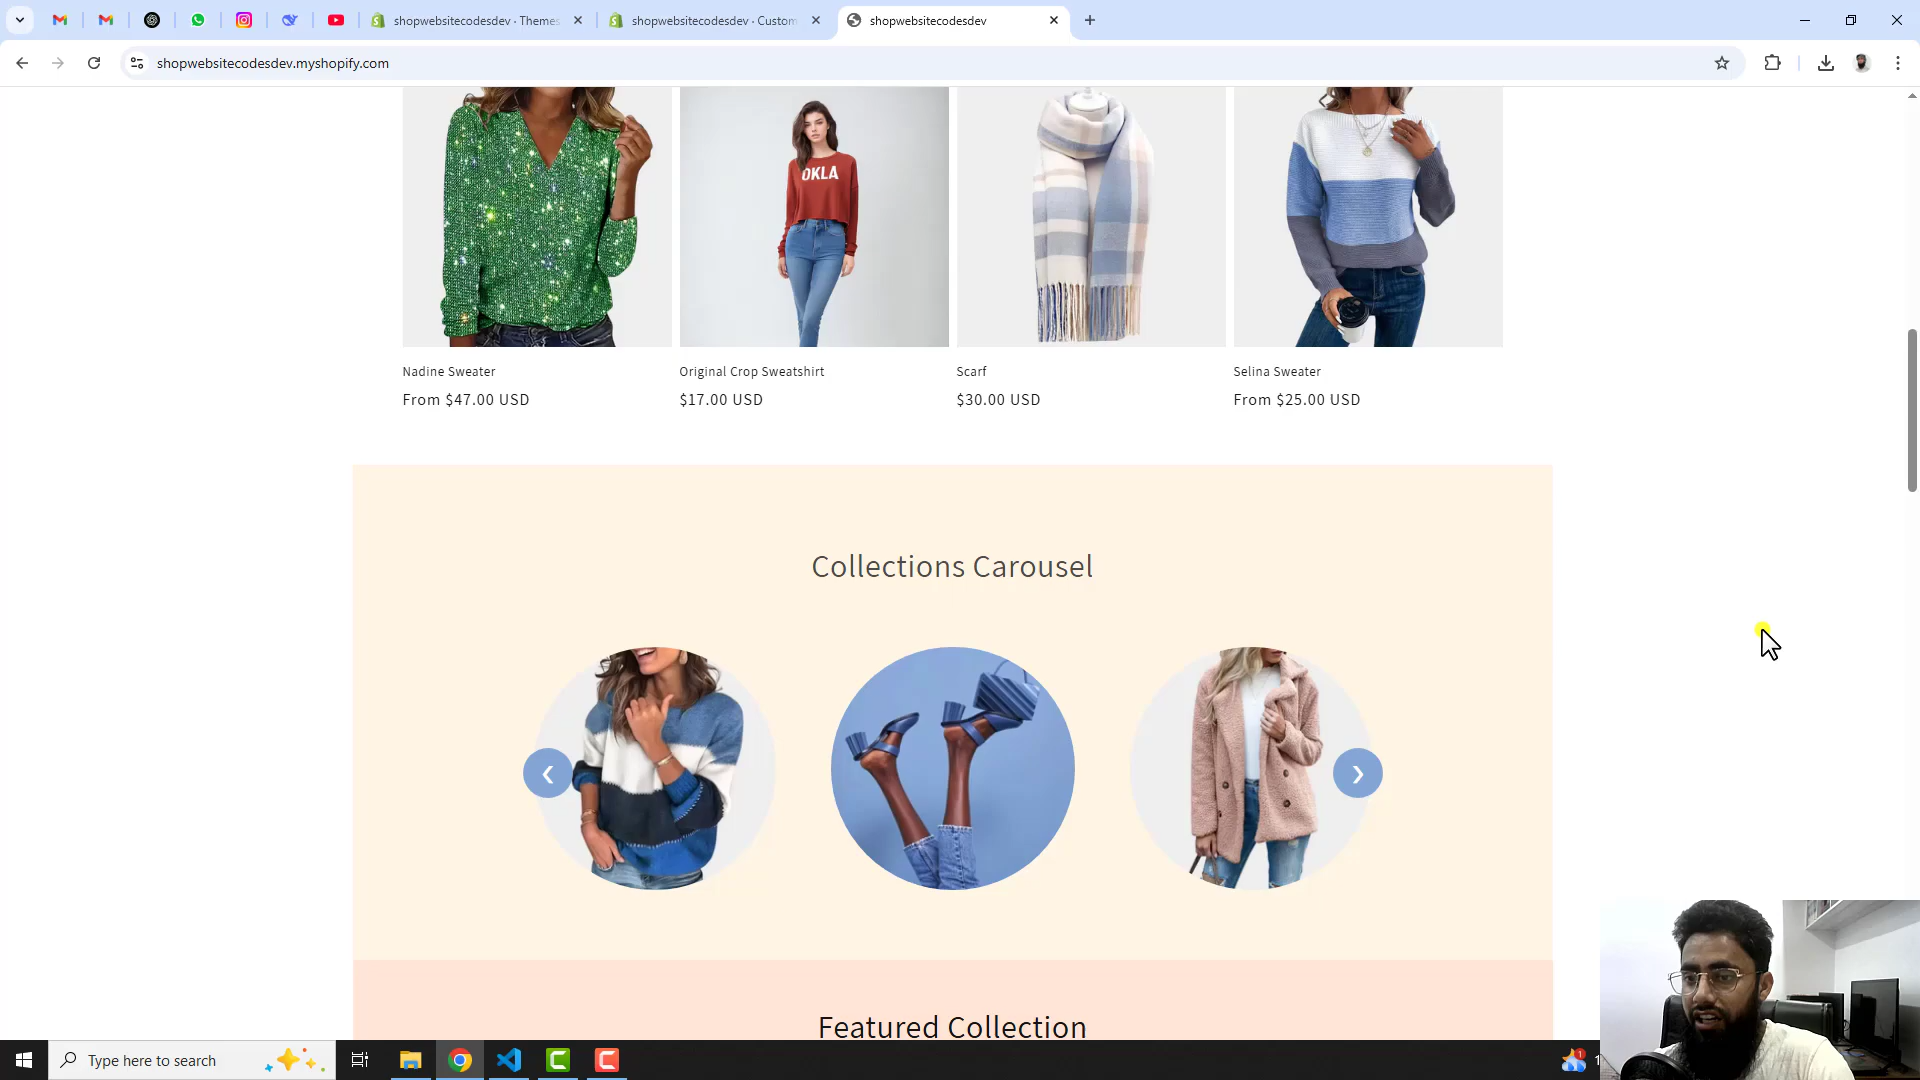 shopwebsitecodesdev · Themes
shopwebsitecodesdev · Custom
shopwebsitecodesdev
shopwebsitecodesdev.myshopify.com
OKLA
Nadine Sweater
Original Crop Sweatshirt
Scarf
Selina Sweater
From $47.00 USD
$17.00 USD
$30.00 USD
From $25.00 USD
Collections Carousel
Featured Collection
Type here to search